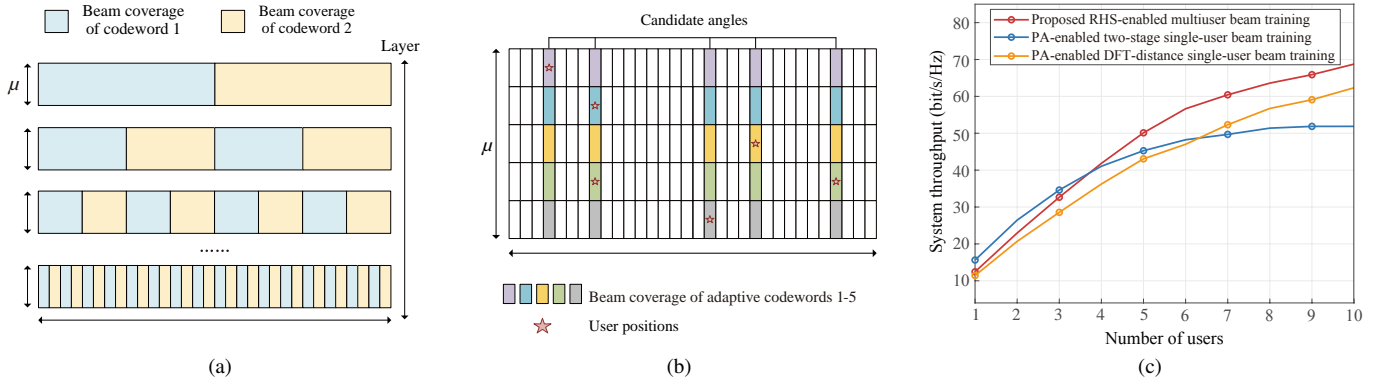 Beam coverage
of codeword 1
Beam coverage
of codeword 2
Layer
μ
......
(a)
Candidate angles
μ
Beam coverage of adaptive codewords 1-5
User positions
(b)
Proposed RHS-enabled multiuser beam training
PA-enabled two-stage single-user beam training
PA-enabled DFT-distance single-user beam training
System throughput (bit/s/Hz)
80
70
60
50
40
30
20
10
1 2 3 4 5 6 7 8 9 10
Number of users
(c)